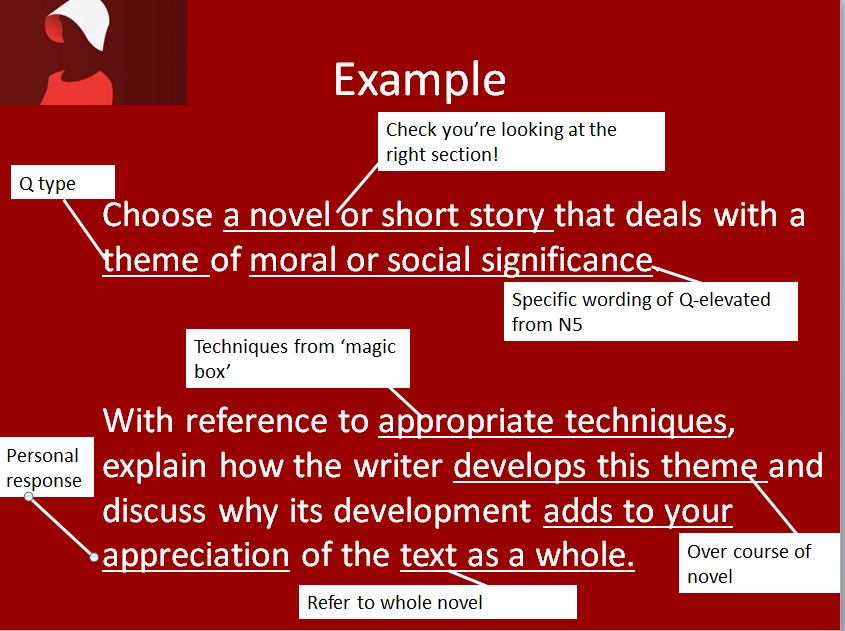 Example
Check you're looking at the
right section!
Q type
Choose a novel or short story that deals with a
theme of moral or social significance.
Specific wording of Q-elevated
from N5
Techniques from 'magic
box'
With reference to appropriate techniques,
Personal
response
explain how the writer develops this theme and
discuss why its development adds to your
appreciation of the text as a whole.
Over course of
novel
Refer to whole novel